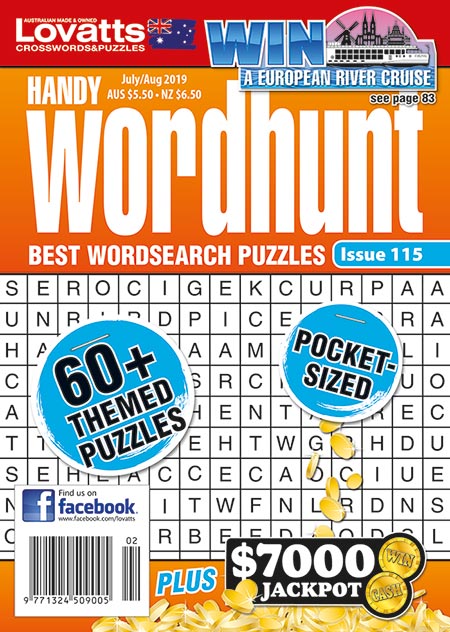 AUSTRALIAN MADE & OWNED
Lovatts
CROSSWORDS&PUZZLES
WIN
A EUROPEAN RIVER CRUISE
see page 83
July/Aug 2019
AUS $5.50 • NZ $6.50
HANDY
Wordhunt
BEST WORDSEARCH PUZZLES
Issue 115
S E R O C I G E K C U R P A A
U N R D P I C E R A
H A A M L I
C S R C
A H E N T E C
T T E H T W G H D U
S E H E C E C A C I U E
I T W F N L R D N S
R B E E D
60+
THEMED
PUZZLES
POCKET-
SIZED
Find us on
facebook®
www.facebook.com/lovatts
02
9 771324 509005
PLUS
$7000
JACKPOT
WIN
CASH